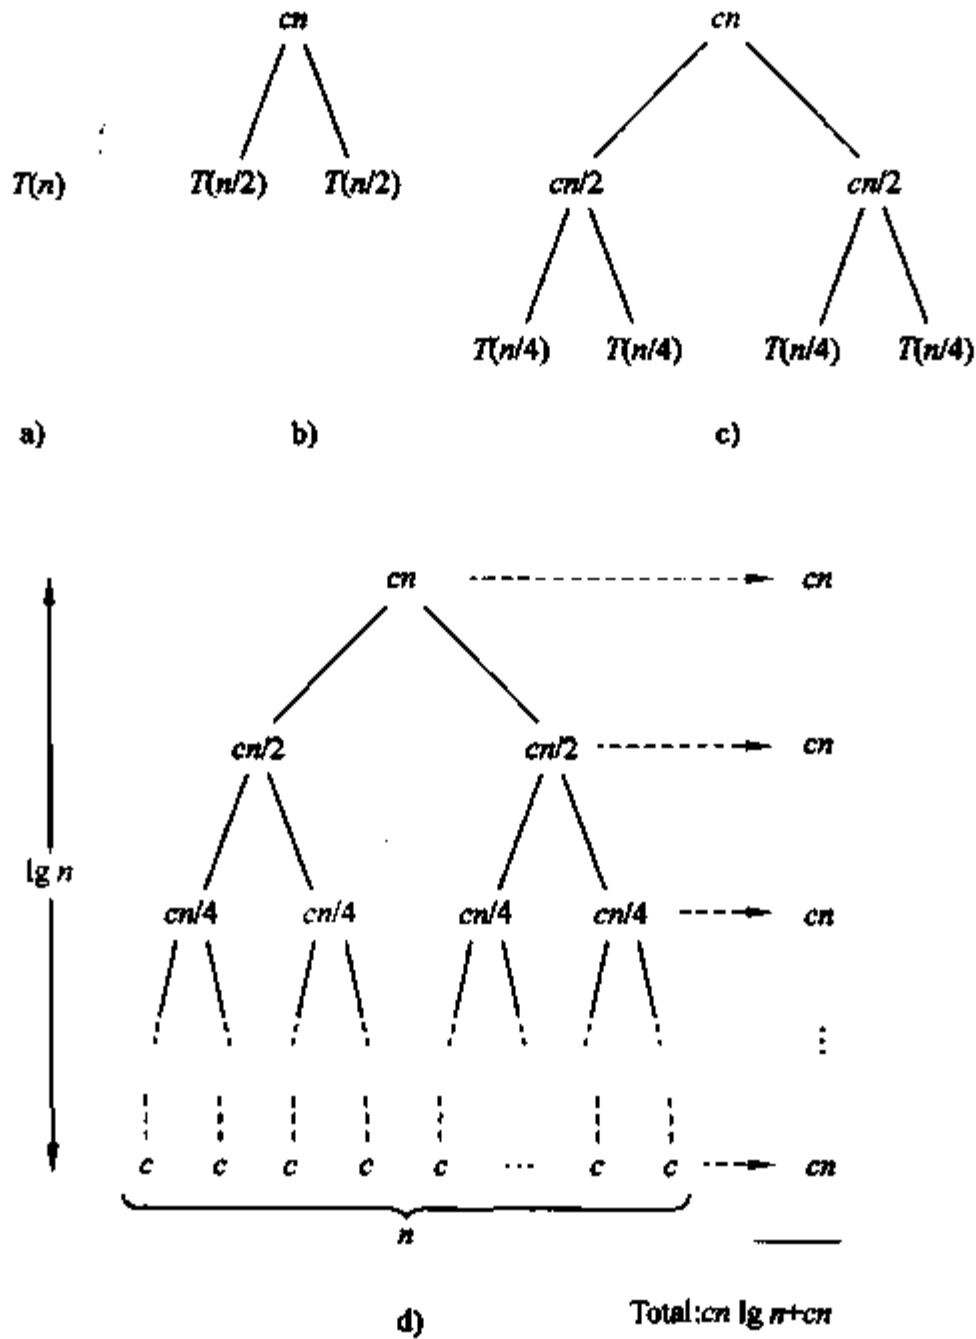 cn
cn
T(n)
T(n/2) T(n/2)
cn/2 cn/2
T(n/4) T(n/4) T(n/4) T(n/4)
a) b) c)
cn cn
cn/2 cn/2 cn
lg n
cn/4 cn/4 cn/4 cn/4 cn
⋮
c c c c c ... c c cn
n
d)
Total:cn lg n+cn